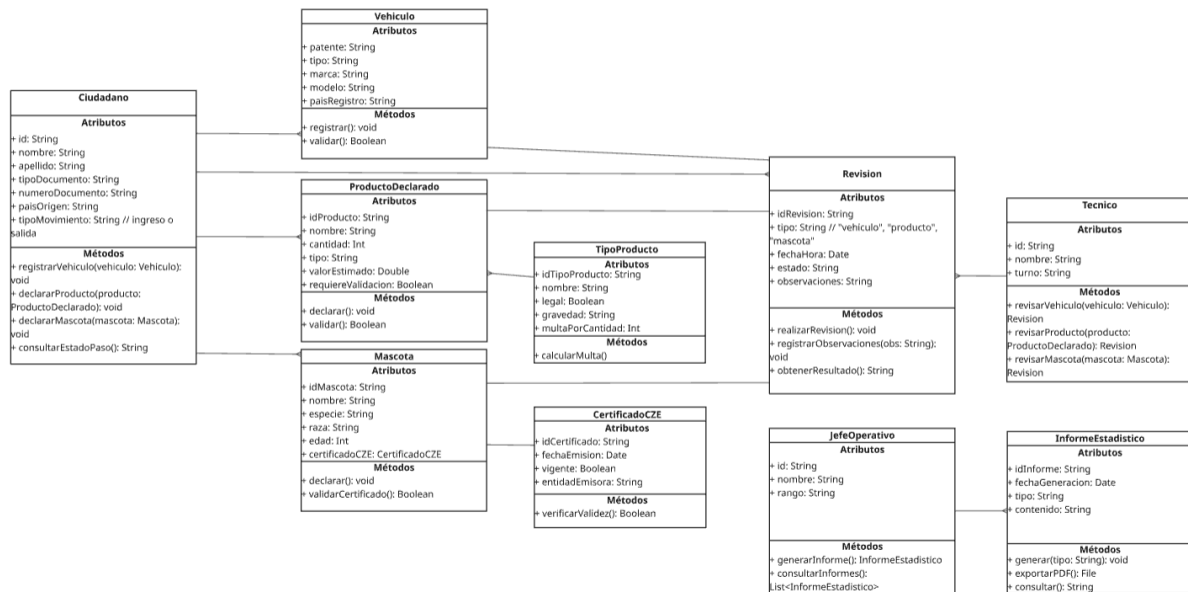 Vehiculo
Atributos
+ patente: String
+ tipo: String
+ marca: String
+ modelo: String
+ paisRegistro: String
Métodos
+ registrar(): void
+ validar(): Boolean
Ciudadano
Atributos
+ id: String
+ nombre: String
+ apellido: String
+ tipoDocumento: String
+ numeroDocumento: String
+ paisOrigen: String
+ tipoMovimiento: String // ingreso o
salida
Métodos
+ registrarVehiculo(vehiculo: Vehiculo):
void
+ declararProducto(producto:
ProductoDeclarado): void
+ declararMascota(mascota: Mascota):
void
+ consultarEstadoPaso(): String
ProductoDeclarado
Atributos
+ idProducto: String
+ nombre: String
+ cantidad: Int
+ tipo: String
+ valorEstimado: Double
+ requiereValidacion: Boolean
Métodos
+ declarar(): void
+ validar(): Boolean
TipoProducto
Atributos
+ idTipoProducto: String
+ nombre: String
+ legal: Boolean
+ gravedad: String
+ multaPorCantidad: Int
Métodos
+ calcularMulta()
Mascota
Atributos
+ idMascota: String
+ nombre: String
+ especie: String
+ raza: String
+ edad: Int
+ certificadoCZE: CertificadoCZE
Métodos
+ declarar(): void
+ validarCertificado(): Boolean
CertificadoCZE
Atributos
+ idCertificado: String
+ fechaEmision: Date
+ vigente: Boolean
+ entidadEmisora: String
Métodos
+ verificarValidez(): Boolean
Revision
Atributos
+ idRevision: String
+ tipo: String // "vehiculo", "producto",
"mascota"
+ fechaHora: Date
+ estado: String
+ observaciones: String
Métodos
+ realizarRevision(): void
+ registrarObservaciones(obs: String):
void
+ obtenerResultado(): String
Tecnico
Atributos
+ id: String
+ nombre: String
+ turno: String
Métodos
+ revisarVehiculo(vehiculo: Vehiculo):
Revision
+ revisarProducto(producto:
ProductoDeclarado): Revision
+ revisarMascota(mascota: Mascota):
Revision
JefeOperativo
Atributos
+ id: String
+ nombre: String
+ rango: String
Métodos
+ generarInforme(): InformeEstadistico
+ consultarInformes():
List<InformeEstadistico>
InformeEstadistico
Atributos
+ idInforme: String
+ fechaGeneracion: Date
+ tipo: String
+ contenido: String
Métodos
+ generar(tipo: String): void
+ exportarPDF(): File
+ consultar(): String